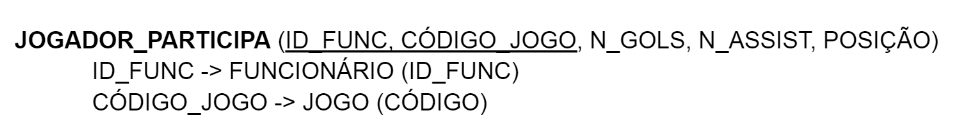 JOGADOR_PARTICIPA (ID_FUNC, CÓDIGO_JOGO, N_GOLS, N_ASSIST, POSIÇÃO)
ID_FUNC -> FUNCIONÁRIO (ID_FUNC)
CÓDIGO_JOGO -> JOGO (CÓDIGO)